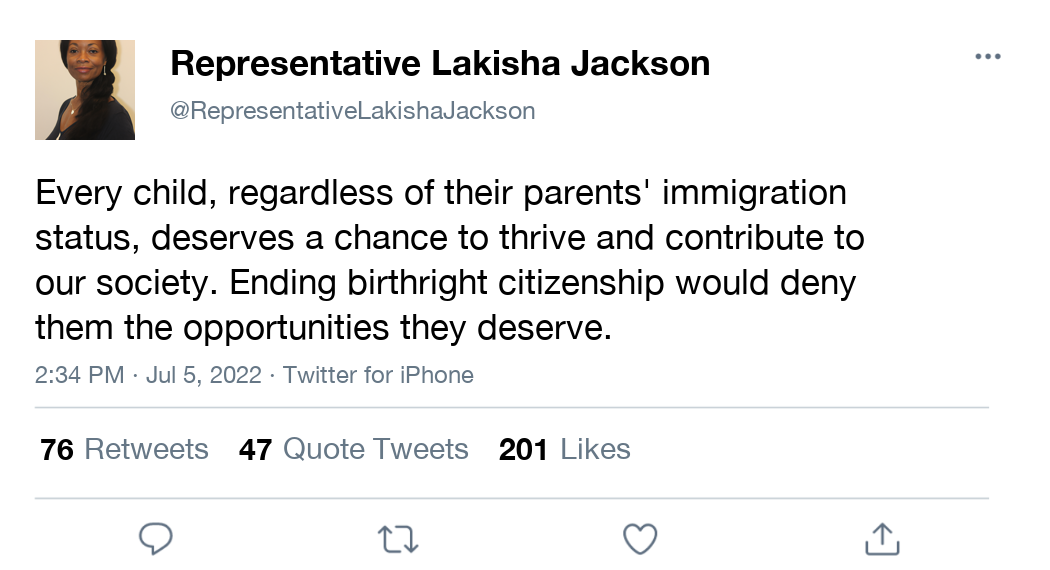 Representative Lakisha Jackson
@RepresentativeLakishaJackson
Every child, regardless of their parents' immigration
status, deserves a chance to thrive and contribute to
our society. Ending birthright citizenship would deny
them the opportunities they deserve.
2:34 PM · Jul 5, 2022 · Twitter for iPhone
76 Retweets 47 Quote Tweets 201 Likes